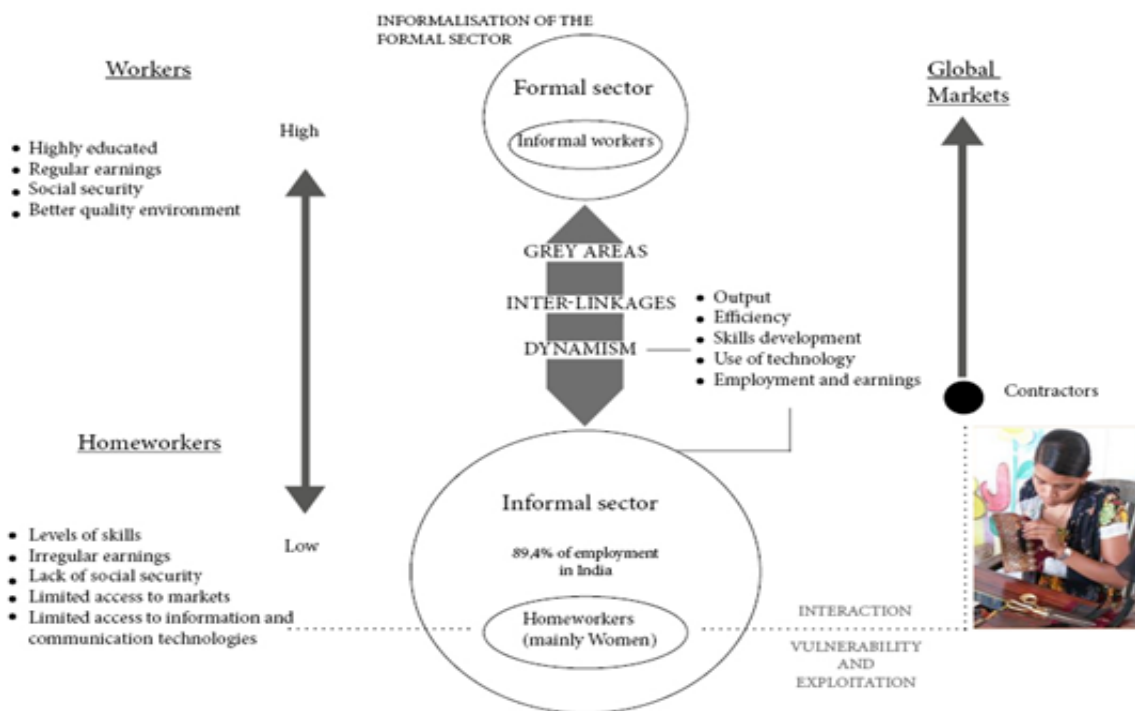 INFORMALISATION OF THE
FORMAL SECTOR
Workers
High
Highly educated
Regular earnings
Social security
Better quality environment
Formal sector
Informal workers
Global
Markets
GREY AREAS
INTER-LINKAGES
DYNAMISM
Output
Efficiency
Skills development
Use of technology
Employment and earnings
Contractors
Homeworkers
Low
Levels of skills
Irregular earnings
Lack of social security
Limited access to markets
Limited access to information and
communication technologies
Informal sector
89,4% of employment
in India
Homeworkers
(mainly Women)
INTERACTION
VULNERABILITY
AND
EXPLOITATION